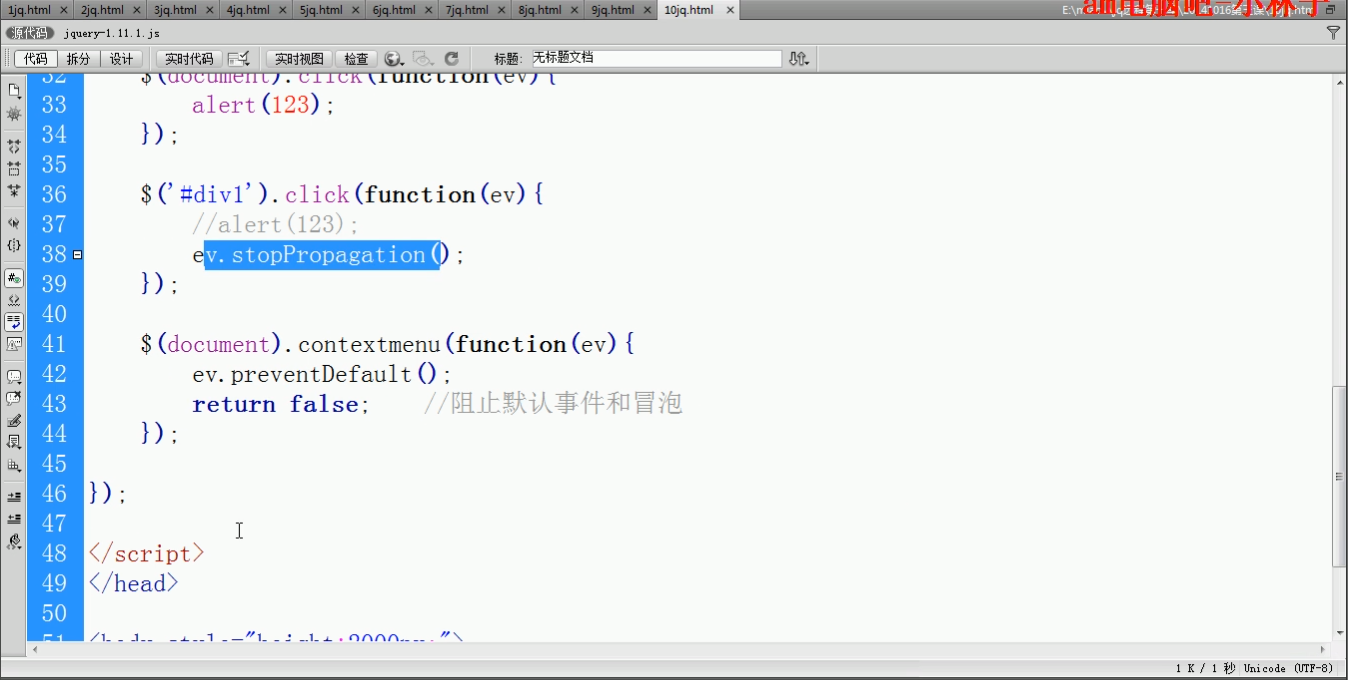 1jq.html × 2jq.html × 3jq.html × 4jq.html × 5jq.html × 6jq.html × 7jq.html × 8jq.html × 9jq.html × 10jq.html ×
源代码 jquery-1.11.1.js
代码 拆分 设计 实时代码 实时视图 检查 标题: 无标题文档
32 $(document).click(function(ev){
33 alert(123);
34 });
35
36 $('#div1').click(function(ev){
37 //alert(123);
38 ev.stopPropagation();
39 });
40
41 $(document).contextmenu(function(ev){
42 ev.preventDefault();
43 return false; //阻止默认事件和冒泡
44 });
45
46 });
47
48 </script>
49 </head>
50
51 <body style="height:2000px;">
1 K / 1 秒 Unicode (UTF-8)